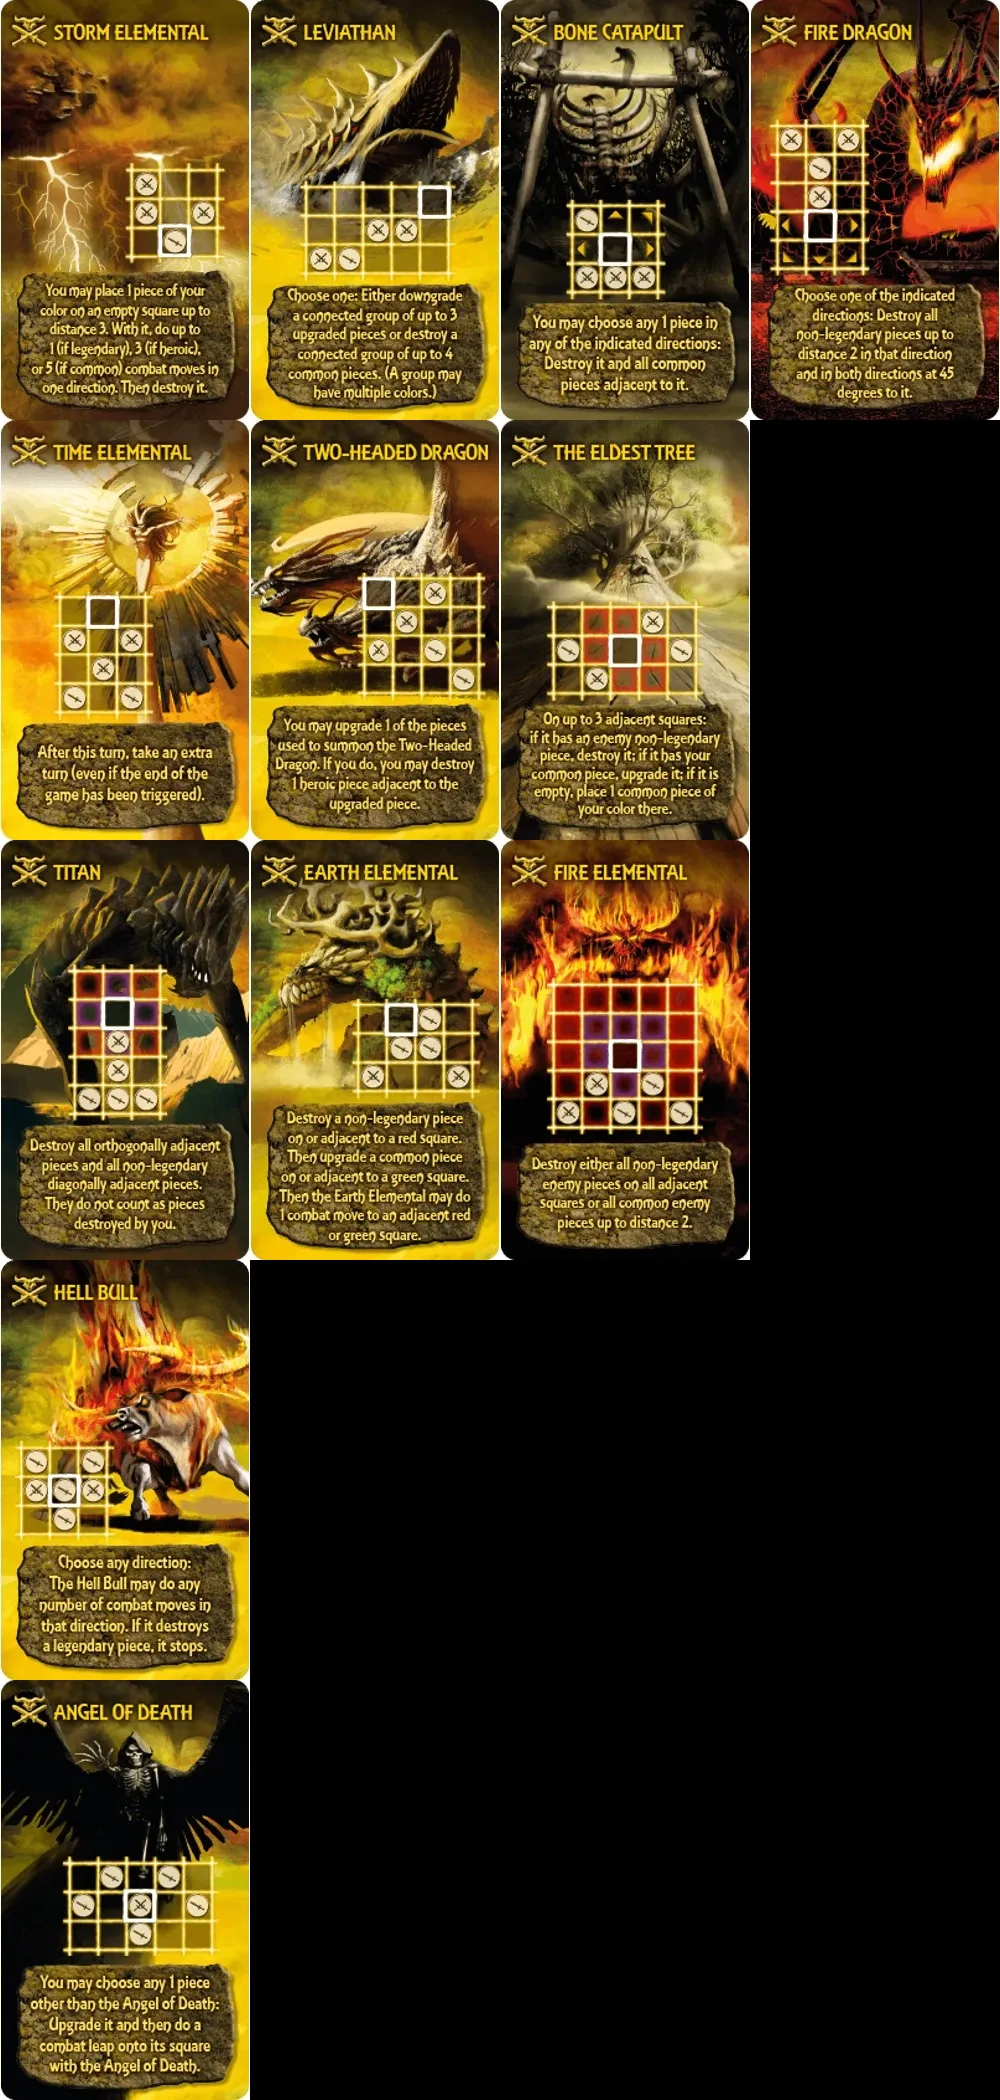 STORM ELEMENTAL
You may place 1 piece of your
color on an empty square up to
distance 3. With it, do up to
1 (if legendary), 3 (if heroic),
or 5 (if common) combat moves in
one direction. Then destroy it.
LEVIATHAN
Choose one: Either downgrade
a connected group of up to 3
upgraded pieces or destroy a
connected group of up to 4
common pieces. (A group may
have multiple colors.)
BONE CATAPULT
You may choose any 1 piece in
any of the indicated directions:
Destroy it and all common
pieces adjacent to it.
FIRE DRAGON
Choose one of the indicated
directions: Destroy all
non-legendary pieces up to
distance 2 in that direction
and in both directions at 45
degrees to it.
TIME ELEMENTAL
After this turn, take an extra
turn (even if the end of the
game has been triggered).
TWO-HEADED DRAGON
You may upgrade 1 of the pieces
used to summon the Two-Headed
Dragon. If you do, you may destroy
1 heroic piece adjacent to the
upgraded piece.
THE ELDEST TREE
On up to 3 adjacent squares:
if it has an enemy non-legendary
piece, destroy it; if it has your
common piece, upgrade it; if it is
empty, place 1 common piece of
your color there.
TITAN
Destroy all orthogonally adjacent
pieces and all non-legendary
diagonally adjacent pieces.
They do not count as pieces
destroyed by you.
EARTH ELEMENTAL
Destroy a non-legendary piece
on or adjacent to a red square.
Then upgrade a common piece
on or adjacent to a green square.
Then the Earth Elemental may do
1 combat move to an adjacent red
or green square.
FIRE ELEMENTAL
Destroy either all non-legendary
enemy pieces on all adjacent
squares or all common enemy
pieces up to distance 2.
HELL BULL
Choose any direction:
The Hell Bull may do any
number of combat moves in
that direction. If it destroys
a legendary piece, it stops.
ANGEL OF DEATH
You may choose any 1 piece
other than the Angel of Death:
Upgrade it and then do a
combat leap onto its square
with the Angel of Death.